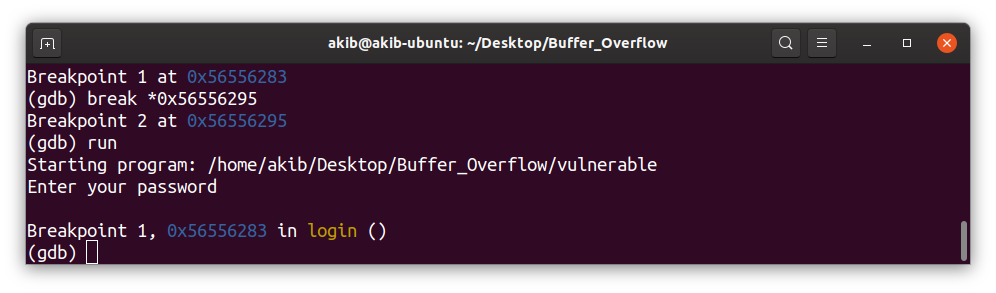 akib@akib-ubuntu: ~/Desktop/Buffer_Overflow
Breakpoint 1 at 0x56556283
(gdb) break *0x56556295
Breakpoint 2 at 0x56556295
(gdb) run
Starting program: /home/akib/Desktop/Buffer_Overflow/vulnerable
Enter your password
Breakpoint 1, 0x56556283 in login ()
(gdb)